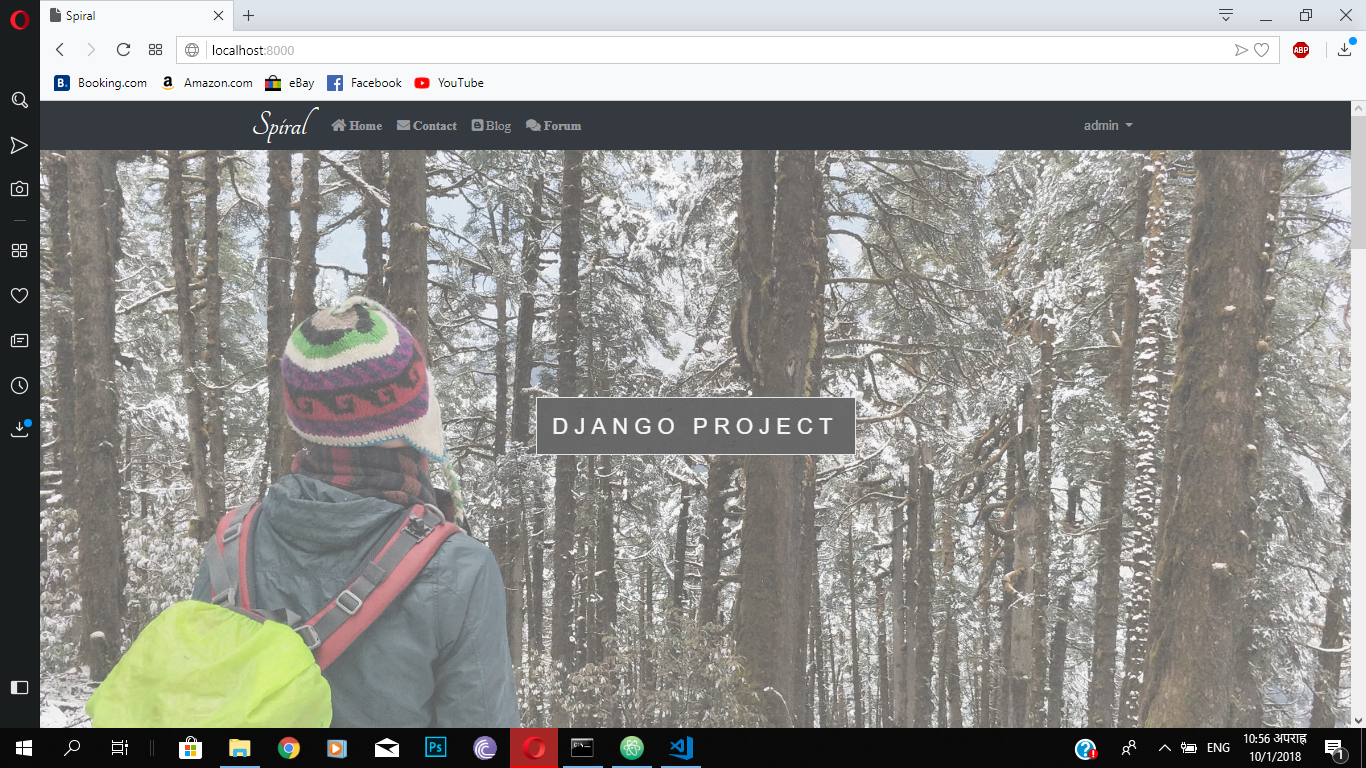 Spiral
localhost:8000
ABP
B. Booking.com
a Amazon.com
eBay
Facebook
YouTube
Spiral
Home
Contact
Blog
Forum
admin
DJANGO PROJECT
Ps
ENG
10:56 अपराह्न
10/1/2018
1